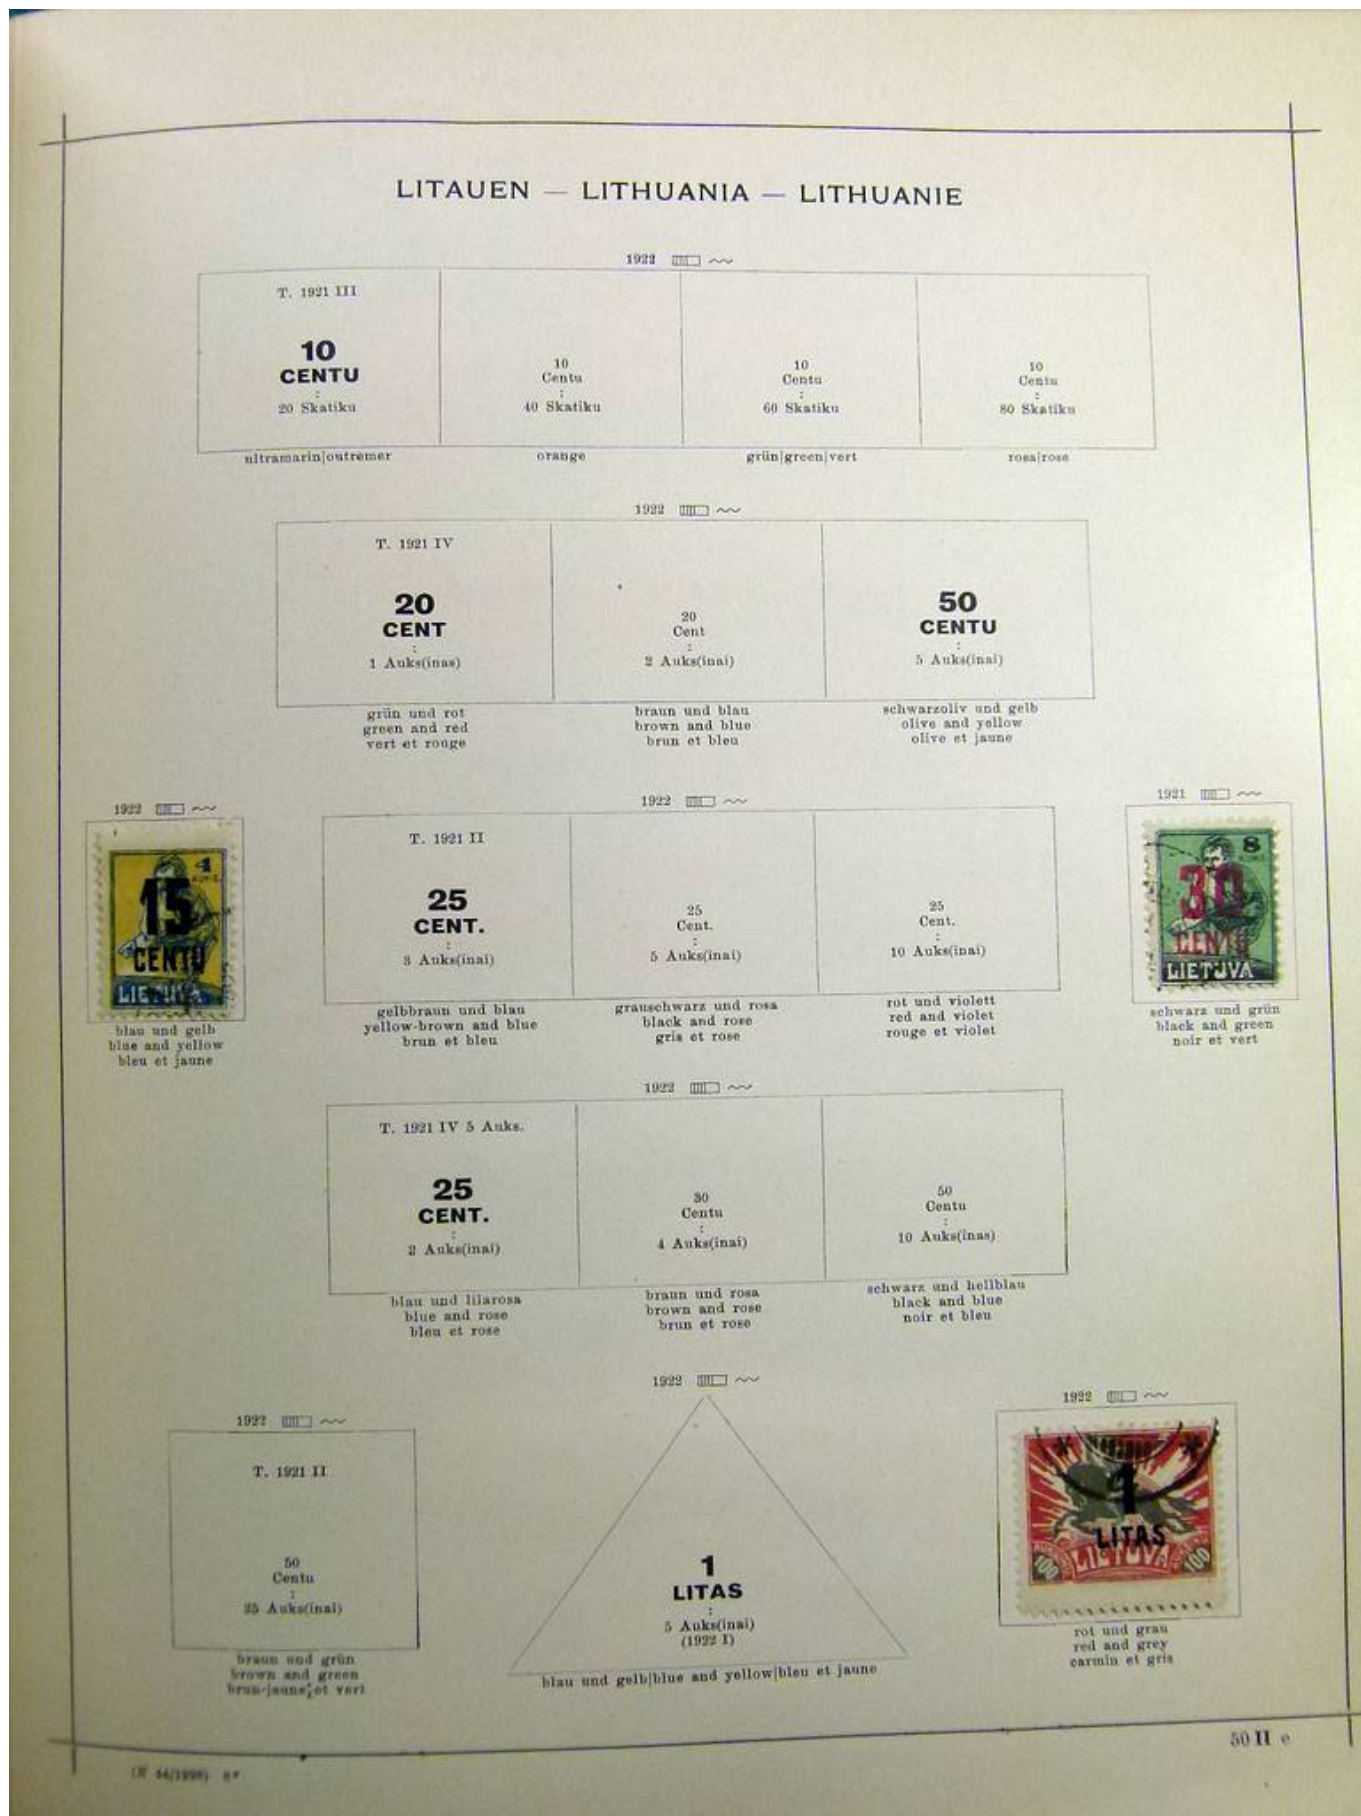 LITAUEN — LITHUANIA — LITHUANIE
1922
T. 1921 III
10
CENTU
:
20 Skatiku
ultramarin|outremer
10
Centu
:
40 Skatiku
orange
10
Centu
:
60 Skatiku
grün|green|vert
10
Centu
:
80 Skatiku
rosa|rose
1922
T. 1921 IV
20
CENT
:
1 Auks(inas)
grün und rot
green and red
vert et rouge
20
Cent
:
2 Auks(inai)
braun und blau
brown and blue
brun et bleu
50
CENTU
:
5 Auks(inai)
schwarzoliv und gelb
olive and yellow
olive et jaune
1922
4
AUKS.
15
CENTU
LIETUVA
blau und gelb
blue and yellow
bleu et jaune
1922
T. 1921 II
25
CENT.
:
3 Auks(inai)
gelbbraun und blau
yellow-brown and blue
brun et bleu
25
Cent.
:
5 Auks(inai)
grauschwarz und rosa
black and rose
gris et rose
25
Cent.
:
10 Auks(inai)
rot und violett
red and violet
rouge et violet
1921
8
AUKS.
30
CENTU
LIETUVA
schwarz und grün
black and green
noir et vert
1922
T. 1921 IV 5 Auks.
25
CENT.
:
2 Auks(inai)
blau und lilarosa
blue and rose
bleu et rose
30
Centu
:
4 Auks(inai)
braun und rosa
brown and rose
brun et rose
50
Centu
:
10 Auks(inas)
schwarz und hellblau
black and blue
noir et bleu
1922
T. 1921 II
50
Centu
:
25 Auks(inai)
braun und grün
brown and green
brun-jaune et vert
1922
1
LITAS
:
5 Auks(inai)
(1922 I)
blau und gelb|blue and yellow|bleu et jaune
1922
1
LITAS
100
LIETUVA
100
rot und grau
red and grey
carmin et gris
50 II e